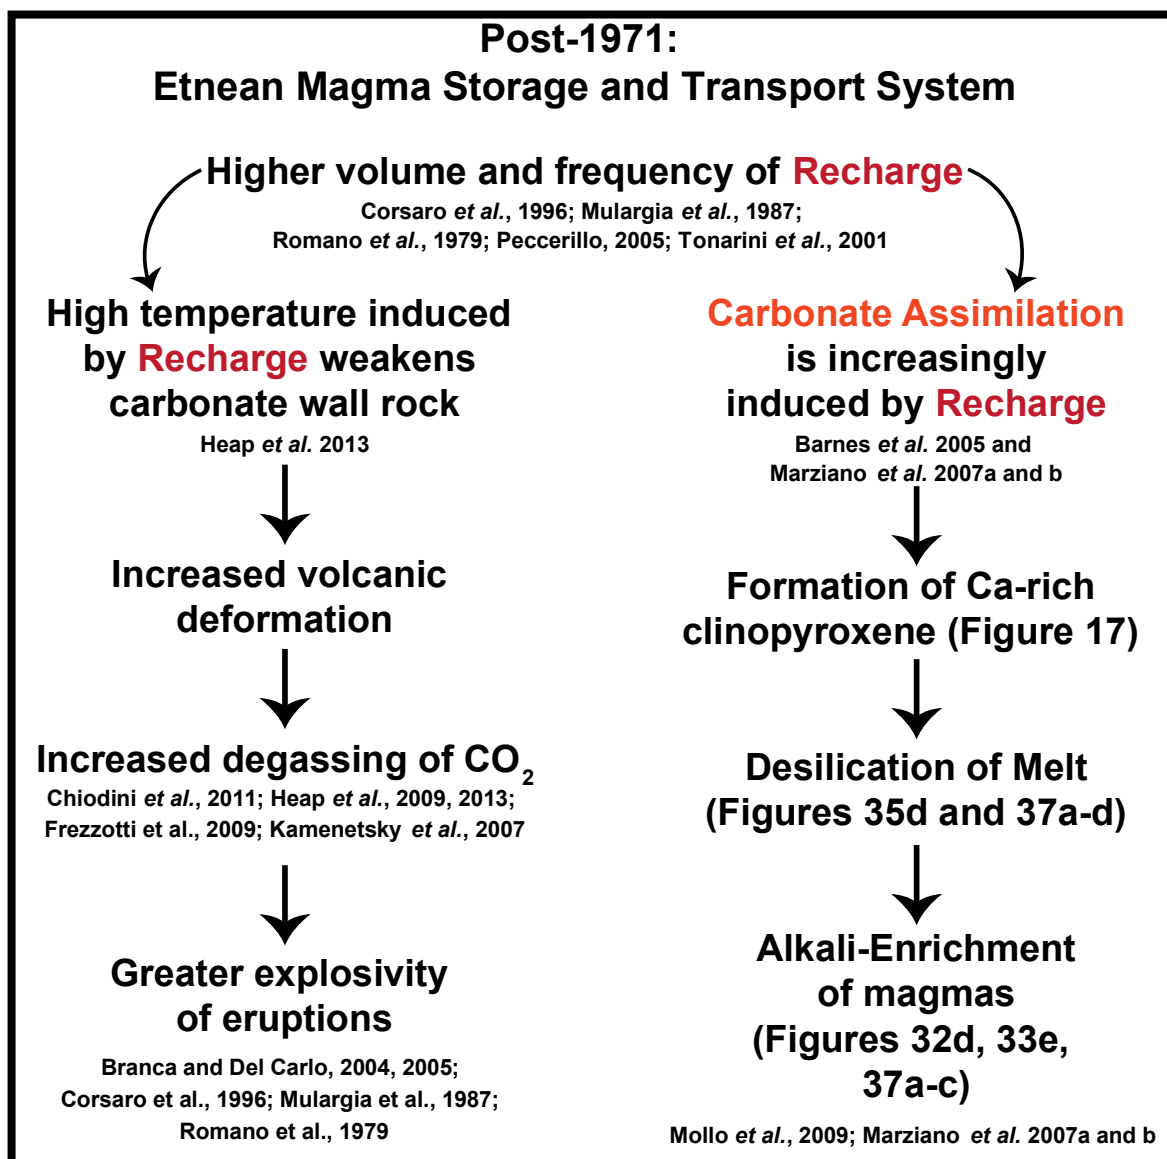 Post-1971:
Etnean Magma Storage and Transport System
Higher volume and frequency of Recharge
Corsaro et al., 1996; Mulargia et al., 1987;
Romano et al., 1979; Peccerillo, 2005; Tonarini et al., 2001
High temperature induced
by Recharge weakens
carbonate wall rock
Heap et al. 2013
Increased volcanic
deformation
Increased degassing of CO₂
Chiodini et al., 2011; Heap et al., 2009, 2013;
Frezzotti et al., 2009; Kamenetsky et al., 2007
Greater explosivity
of eruptions
Branca and Del Carlo, 2004, 2005;
Corsaro et al., 1996; Mulargia et al., 1987;
Romano et al., 1979
Carbonate Assimilation
is increasingly
induced by Recharge
Barnes et al. 2005 and
Marziano et al. 2007a and b
Formation of Ca-rich
clinopyroxene (Figure 17)
Desilication of Melt
(Figures 35d and 37a-d)
Alkali-Enrichment
of magmas
(Figures 32d, 33e,
37a-c)
Mollo et al., 2009; Marziano et al. 2007a and b